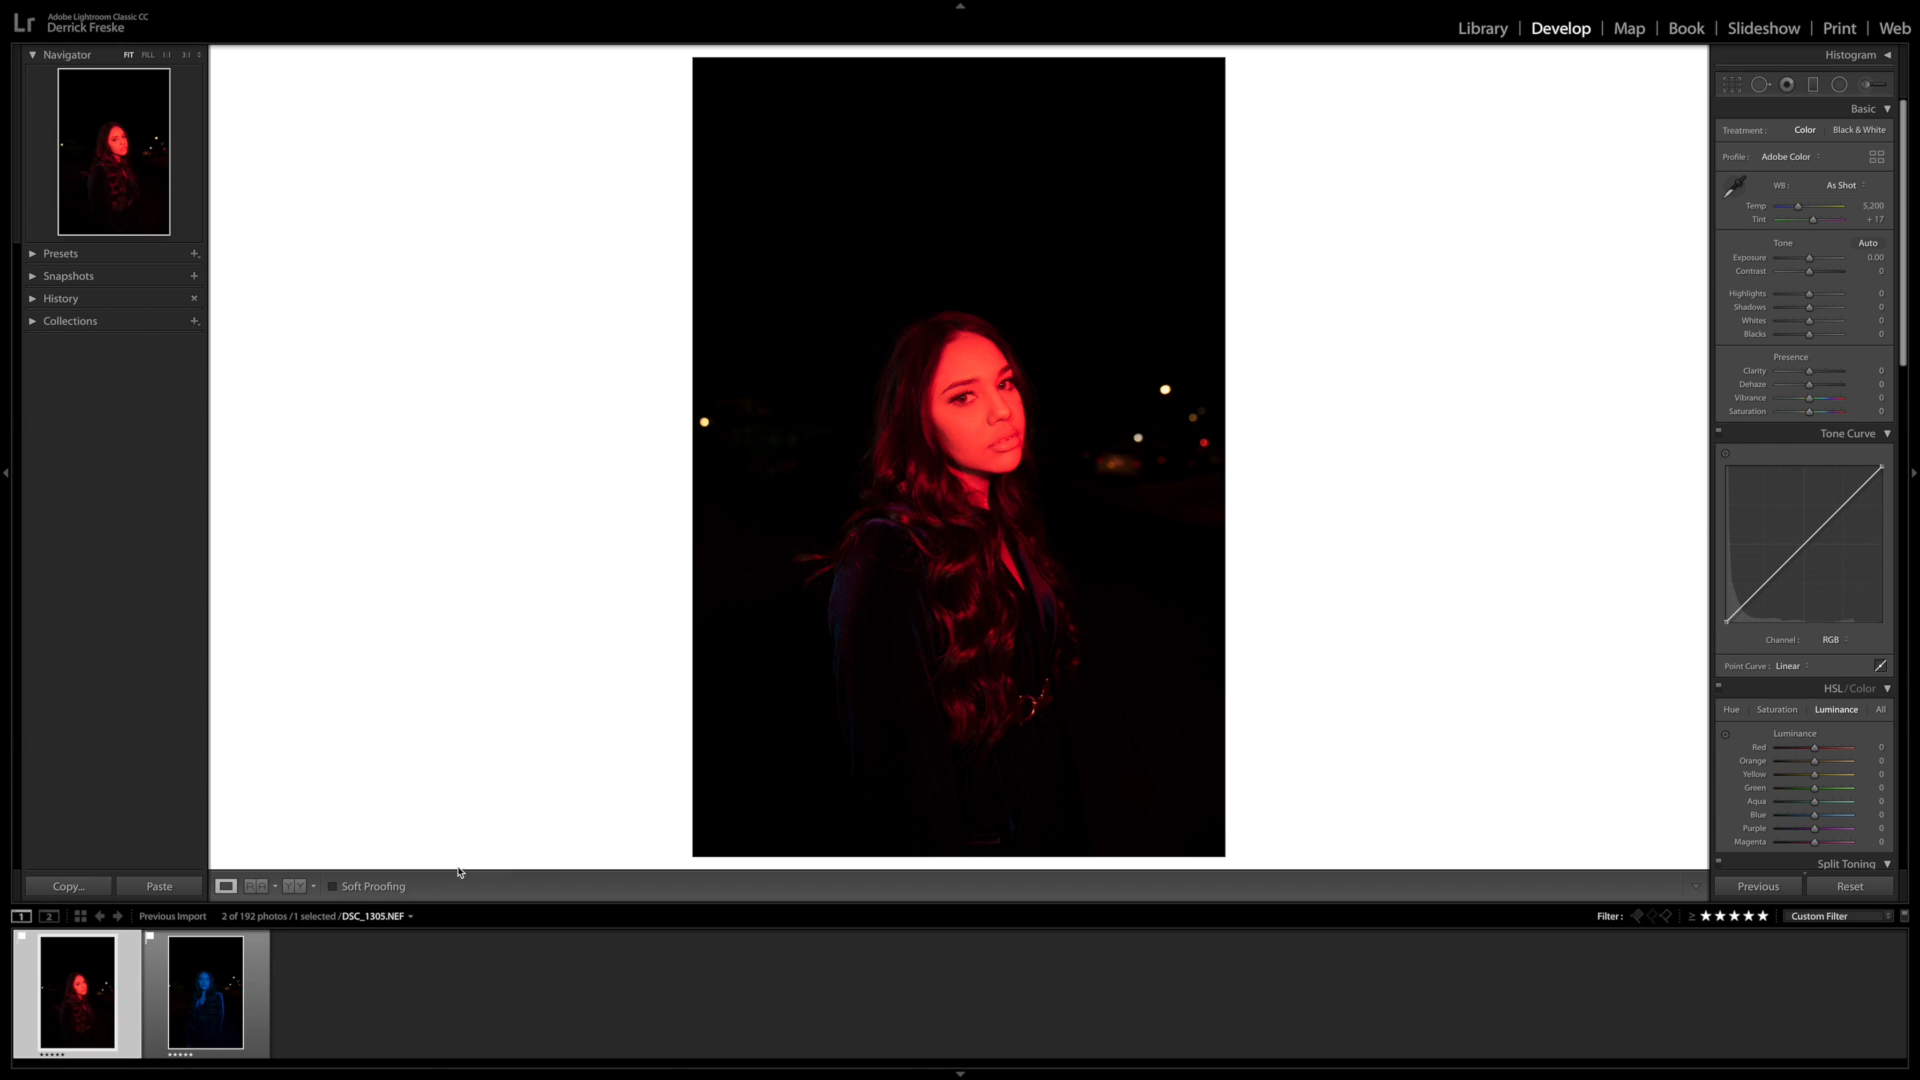 Lr
Adobe Lightroom Classic CC
Derrick Freske
Library | Develop | Map | Book | Slideshow | Print | Web
Navigator FIT FILL 1:1 3:1
Presets
Snapshots
History
Collections
Copy... Paste
Soft Proofing
Histogram
Basic
Treatment : Color Black & White
Profile : Adobe Color
WB : As Shot
Temp 5,200
Tint + 17
Tone Auto
Exposure 0.00
Contrast 0
Highlights 0
Shadows 0
Whites 0
Blacks 0
Presence
Clarity 0
Dehaze 0
Vibrance 0
Saturation 0
Tone Curve
Channel : RGB
Point Curve : Linear
HSL / Color
Hue Saturation Luminance All
Luminance
Red 0
Orange 0
Yellow 0
Green 0
Aqua 0
Blue 0
Purple 0
Magenta 0
Split Toning
Previous Reset
1 2 Previous Import 2 of 192 photos / 1 selected / DSC_1305.NEF Filter : ≥ ★★★★★ Custom Filter